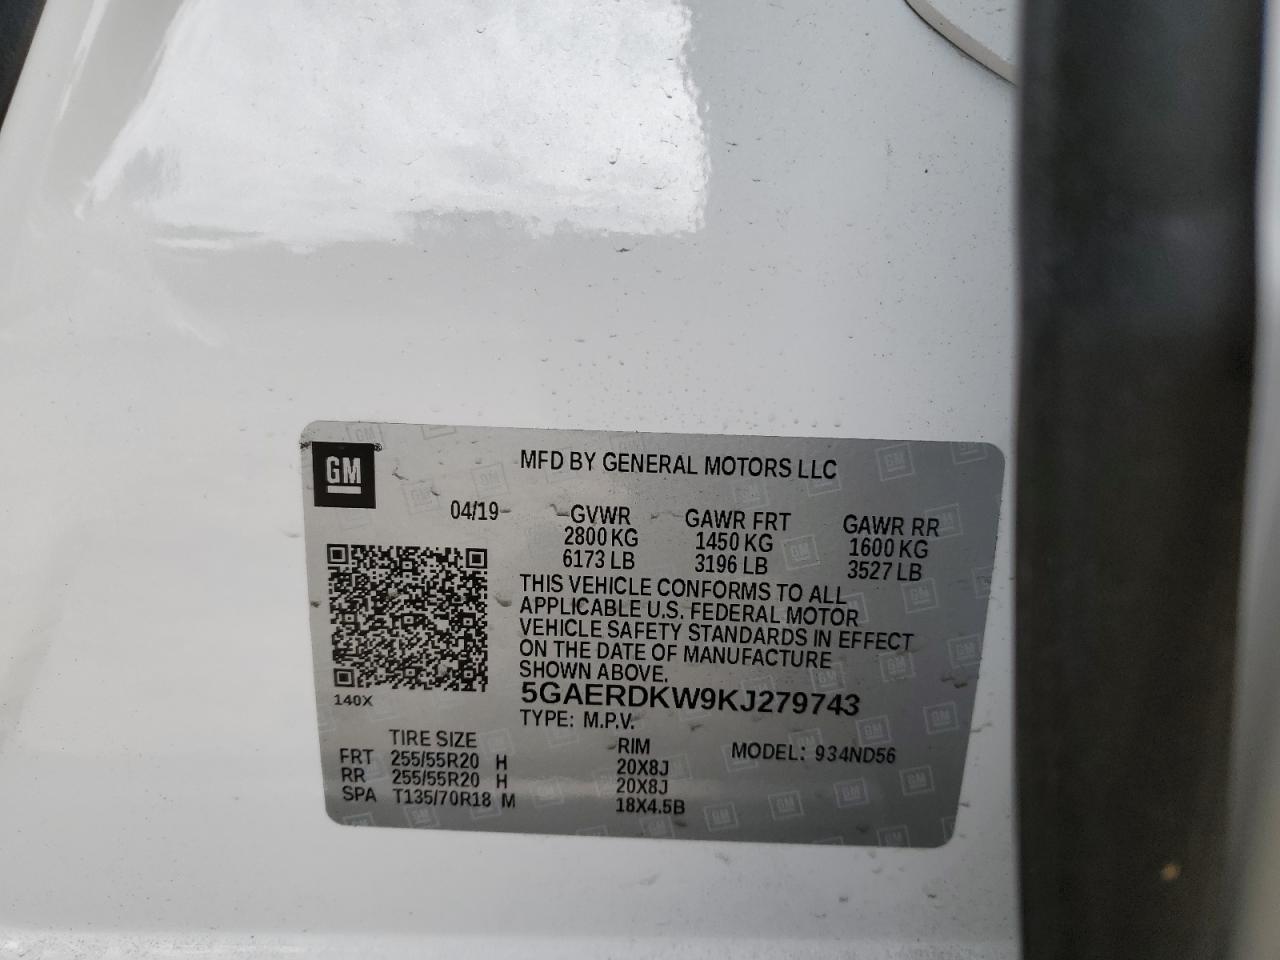 GM
MFD BY GENERAL MOTORS LLC
04/19
GVWR
2800 KG
6173 LB
GAWR FRT
1450 KG
3196 LB
GAWR RR
1600 KG
3527 LB
THIS VEHICLE CONFORMS TO ALL
APPLICABLE U.S. FEDERAL MOTOR
VEHICLE SAFETY STANDARDS IN EFFECT
ON THE DATE OF MANUFACTURE
SHOWN ABOVE.
140X
5GAERDKW9KJ279743
TYPE: M.P.V.
TIRE SIZE RIM MODEL: 934ND56
FRT 255/55R20 H 20X8J
RR 255/55R20 H 20X8J
SPA T135/70R18 M 18X4.5B